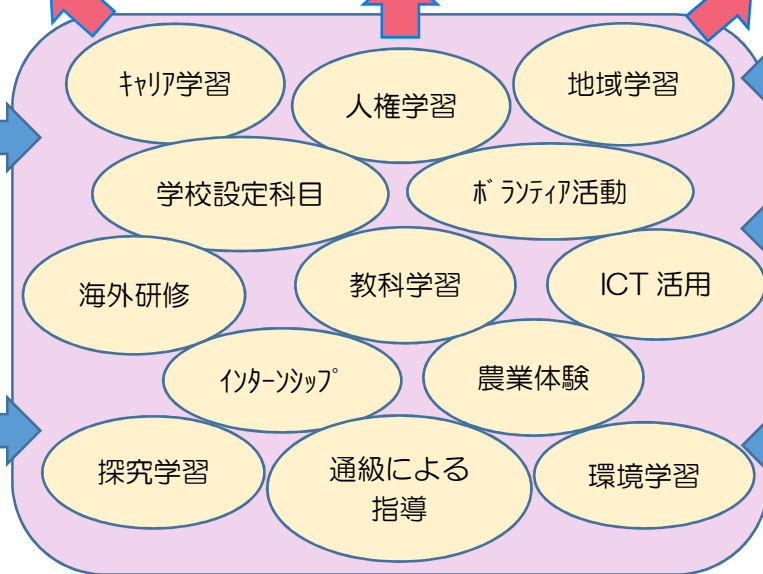 ｷｬﾘｱ学習
人権学習
地域学習
学校設定科目
ﾎﾞﾗﾝﾃｨｱ活動
海外研修
教科学習
ICT 活用
ｲﾝﾀｰﾝｼｯﾌﾟ
農業体験
探究学習
通級による
指導
環境学習